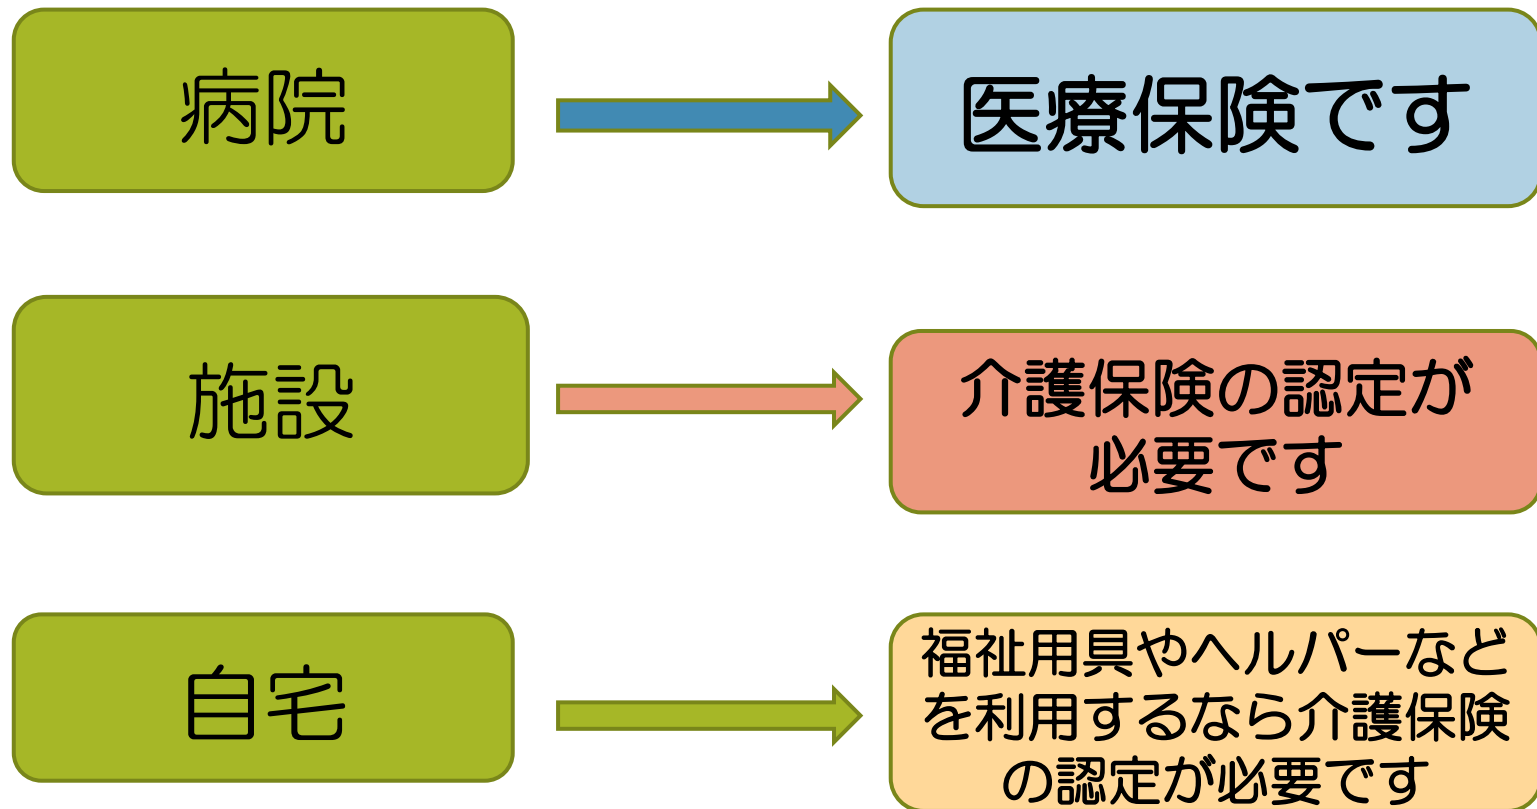 病院
医療保険です
施設
介護保険の認定が
必要です
自宅
福祉用具やヘルパーなど
を利用するなら介護保険
の認定が必要です